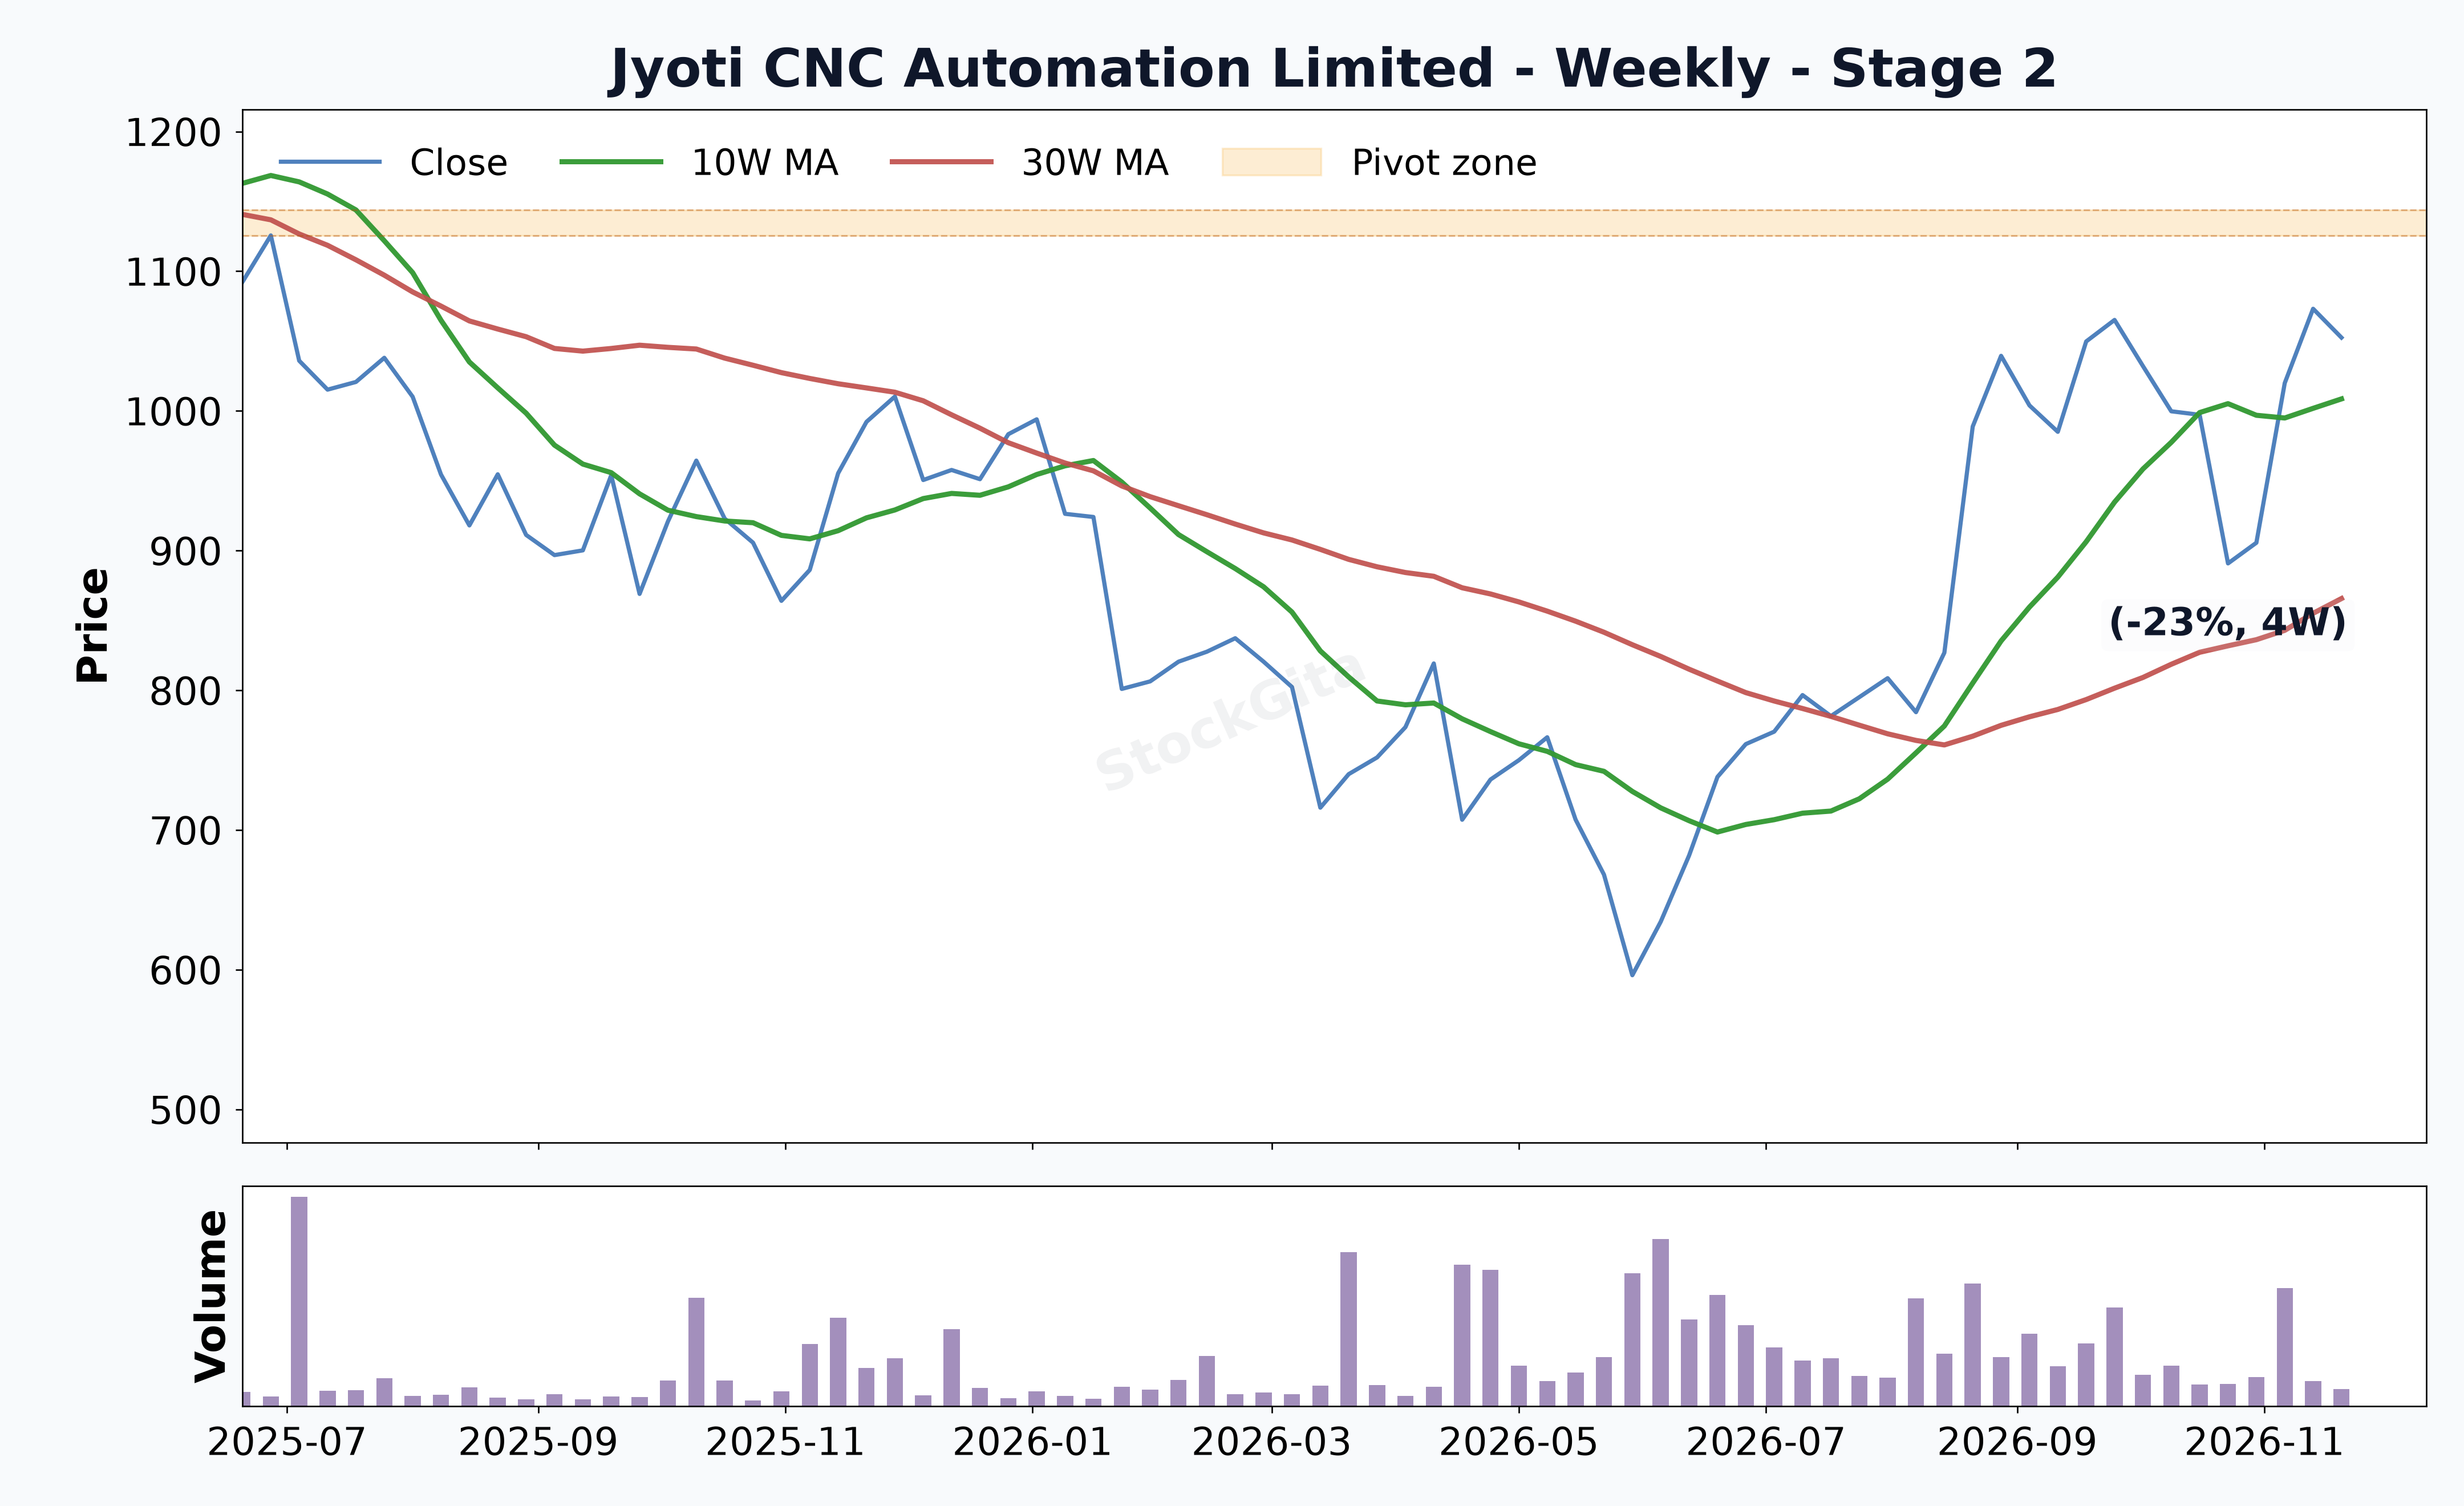 Jyoti CNC Automation Limited - Weekly - Stage 2
Close 10W MA 30W MA Pivot zone
Price
1200
1100
1000
900
800
700
600
500
(-23%, 4W)
StockGita
Volume
2025-07 2025-09 2025-11 2026-01 2026-03 2026-05 2026-07 2026-09 2026-11